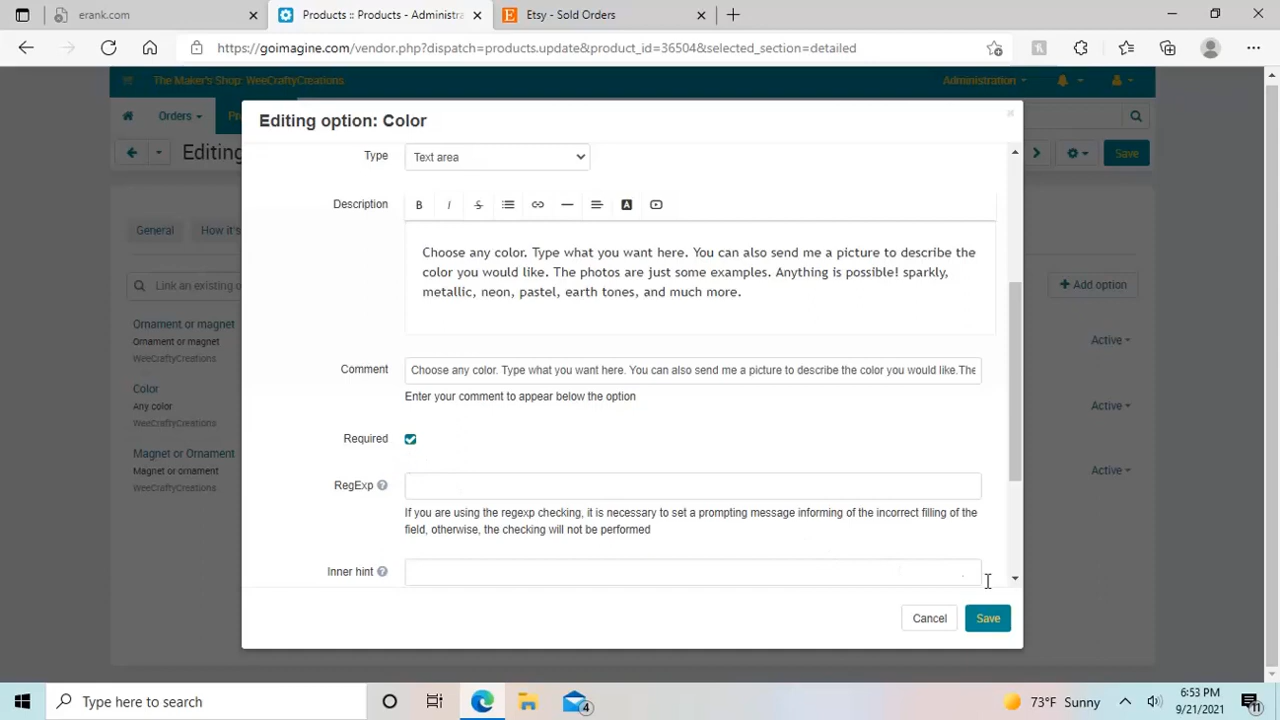 erank.com
Products :: Products - Administra
Etsy - Sold Orders
https://goimagine.com/vendor.php?dispatch=products.update&product_id=36504&selected_section=detailed
The Maker's Shop: WeeCraftyCreations
Administration
Orders
Editing option: Color
Save
General
How it's
Link an existing o
Add option
Ornament or magnet
Ornament or magnet
WeeCraftyCreations
Active
Color
Any color
WeeCraftyCreations
Active
Magnet or Ornament
Magnet or ornament
WeeCraftyCreations
Active
Type
Text area
Description
B I S A
Choose any color. Type what you want here. You can also send me a picture to describe the
color you would like. The photos are just some examples. Anything is possible! sparkly,
metallic, neon, pastel, earth tones, and much more.
Comment
Choose any color. Type what you want here. You can also send me a picture to describe the color you would like.The
Enter your comment to appear below the option
Required
RegExp
If you are using the regexp checking, it is necessary to set a prompting message informing of the incorrect filling of the
field, otherwise, the checking will not be performed
Inner hint
Cancel
Save
Type here to search
4
73°F Sunny
6:53 PM
9/21/2021
11